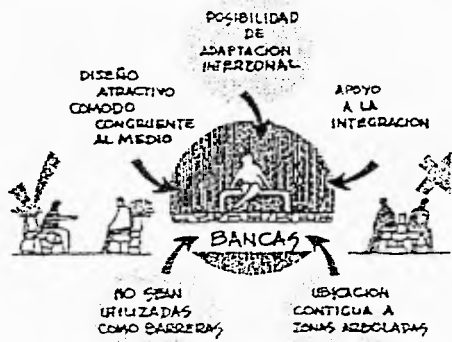 POSIBILIDAD
DE
ADAPTACION
INTERZONAL
DISEÑO
ATRACTIVO
COMODO
CONGRUENTE
AL MEDIO
APOYO
A LA
INTEGRACION
BANCAS
NO SEAN
UTILIZADAS
COMO BARRERAS
UBICACION
CONTIGUA A
ZONAS ARBOLADAS